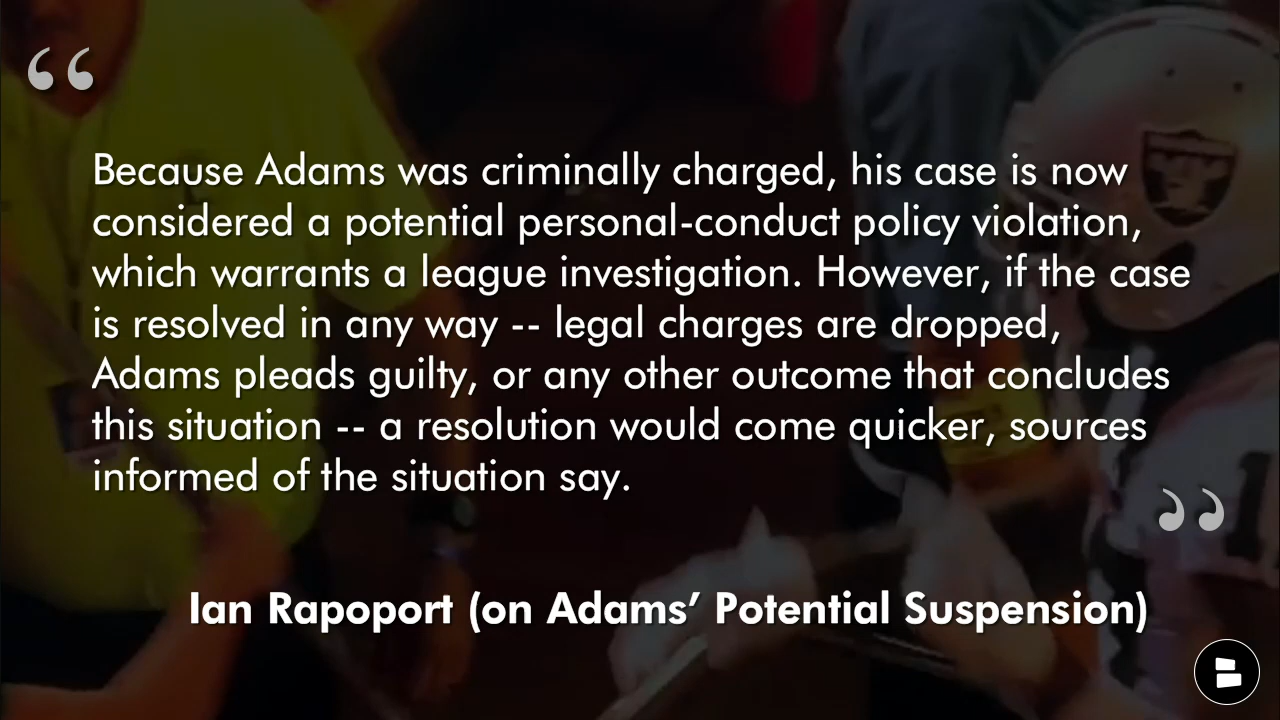 “
Because Adams was criminally charged, his case is now
considered a potential personal-conduct policy violation,
which warrants a league investigation. However, if the case
is resolved in any way -- legal charges are dropped,
Adams pleads guilty, or any other outcome that concludes
this situation -- a resolution would come quicker, sources
informed of the situation say.
”
Ian Rapoport (on Adams’ Potential Suspension)